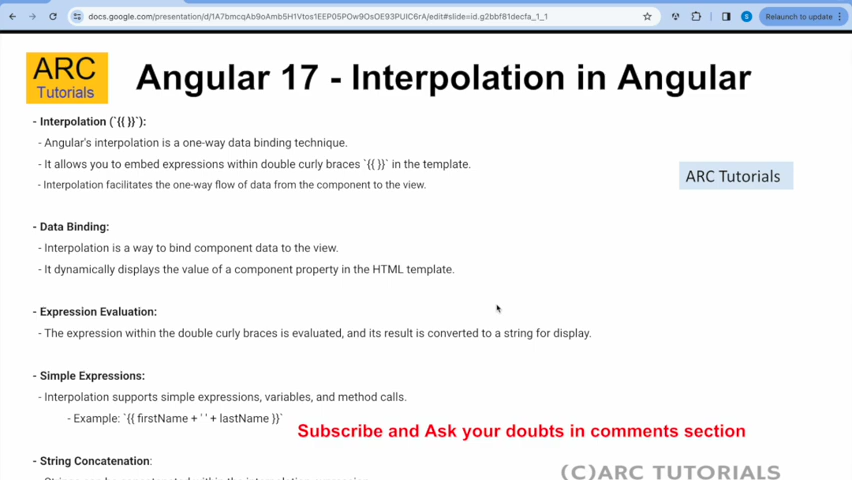 docs.google.com/presentation/d/1A7bmcqAb9oAmb5H1Vtos1EEP05POw9OsOE93PUIC6rA/edit#slide=id.g2bbf81decfa_1_1
S
Relaunch to update
ARC
Tutorials
Angular 17 - Interpolation in Angular
- Interpolation (`{{ }}`):
- Angular's interpolation is a one-way data binding technique.
- It allows you to embed expressions within double curly braces `{{ }}` in the template.
- Interpolation facilitates the one-way flow of data from the component to the view.
ARC Tutorials
- Data Binding:
- Interpolation is a way to bind component data to the view.
- It dynamically displays the value of a component property in the HTML template.
- Expression Evaluation:
- The expression within the double curly braces is evaluated, and its result is converted to a string for display.
- Simple Expressions:
- Interpolation supports simple expressions, variables, and method calls.
- Example: `{{ firstName + ' ' + lastName }}`
Subscribe and Ask your doubts in comments section
- String Concatenation:
(C)ARC TUTORIALS